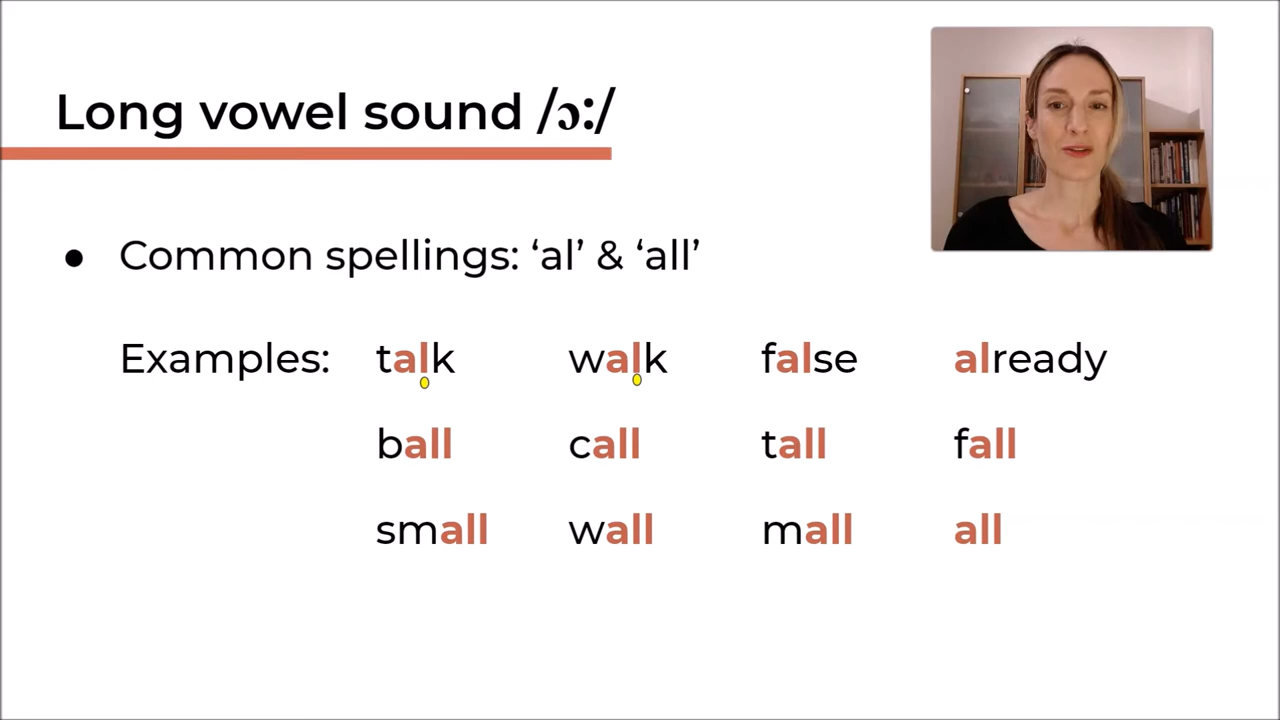 Long vowel sound /ɔː/
● Common spellings: ‘al’ & ‘all’
Examples: talk walk false already
ball call tall fall
small wall mall all